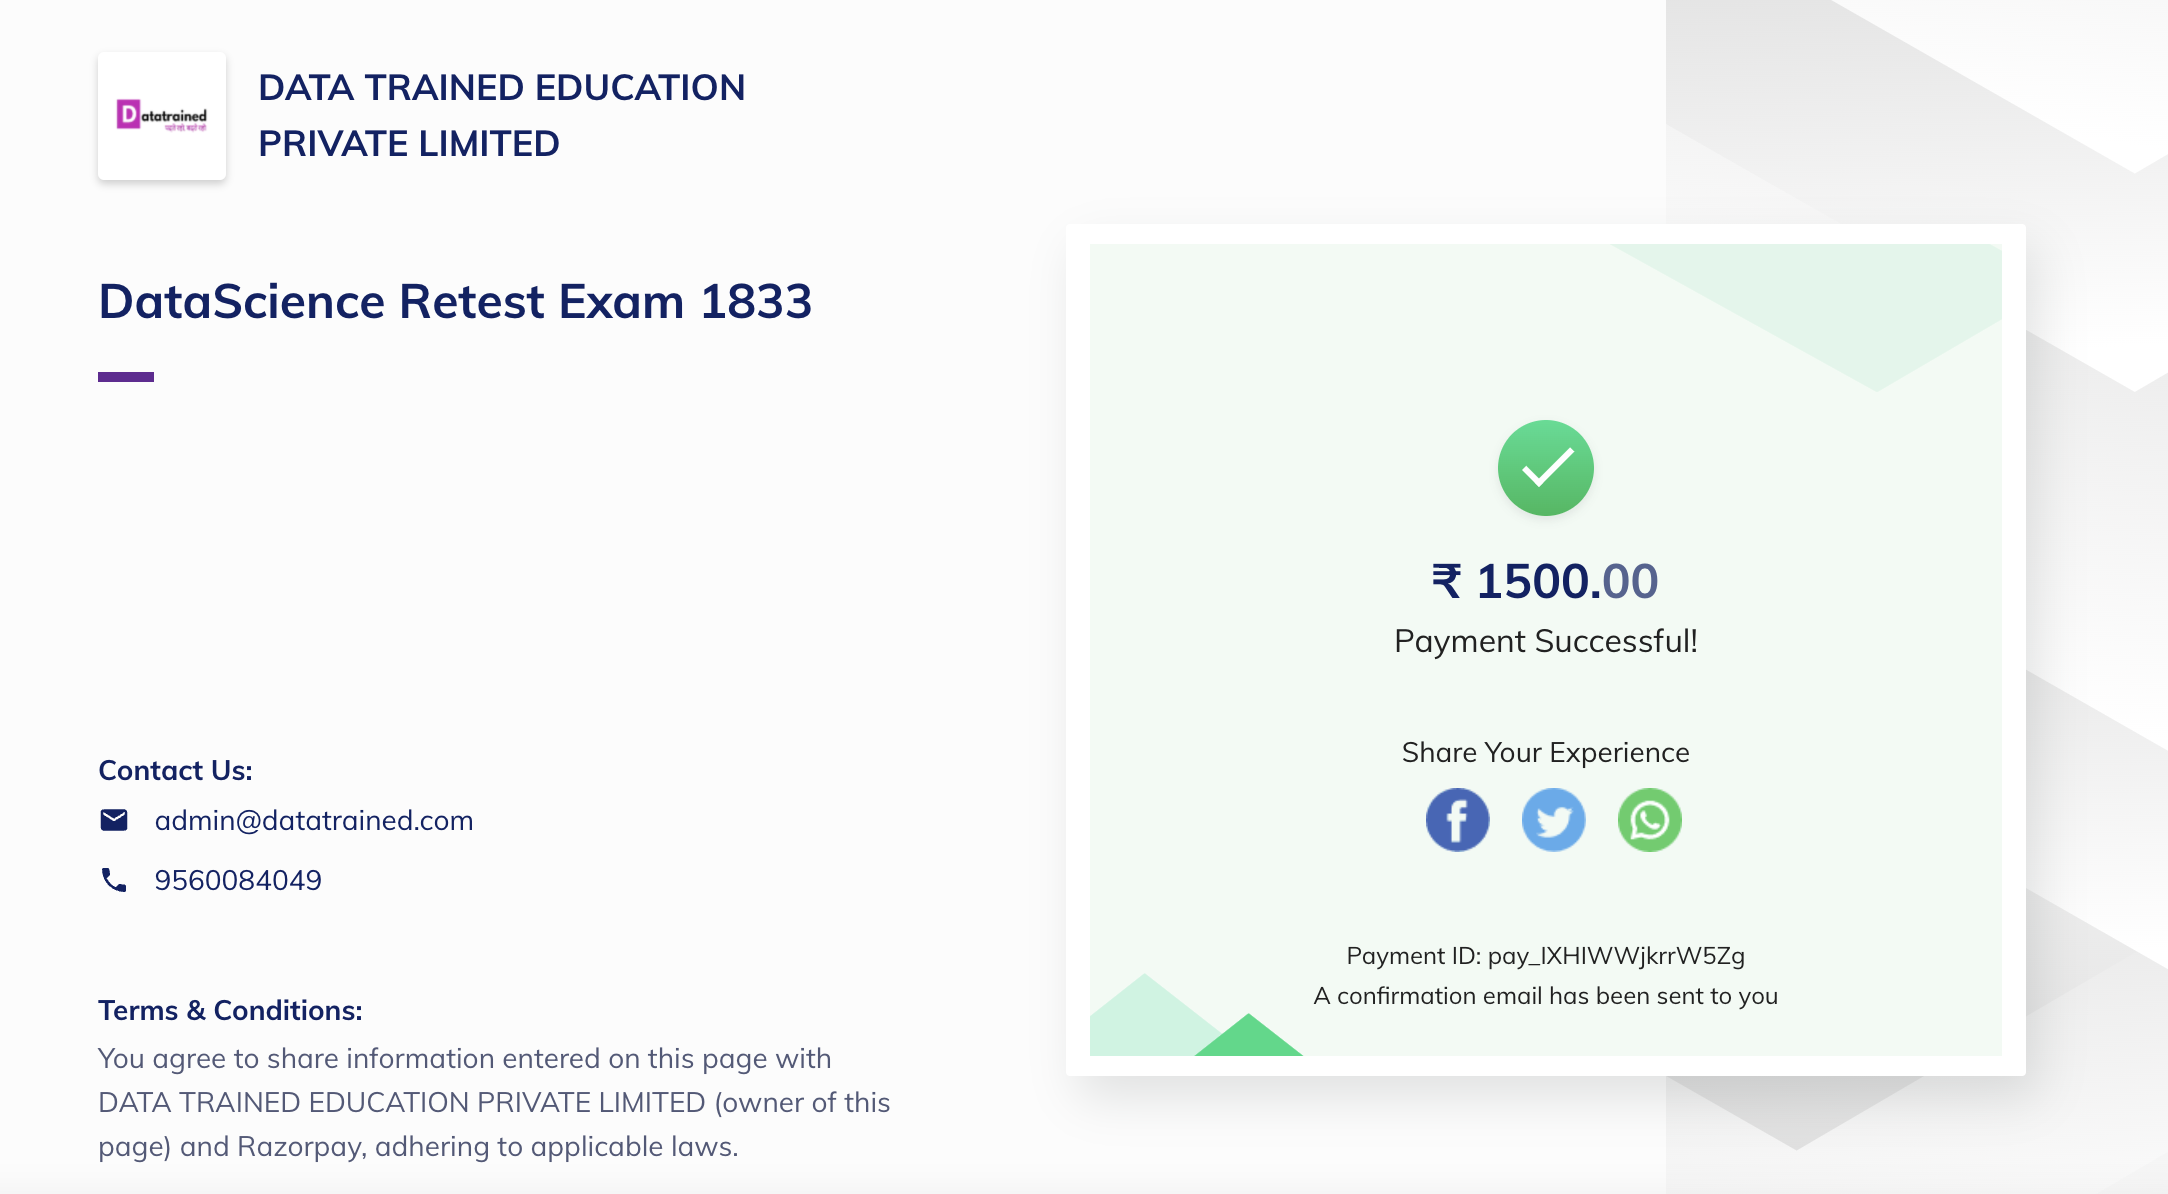 Datatrained
DATA TRAINED EDUCATION
PRIVATE LIMITED
DataScience Retest Exam 1833
₹ 1500.00
Payment Successful!
Share Your Experience
Payment ID: pay_IXHIWWjkrrW5Zg
A confirmation email has been sent to you
Contact Us:
admin@datatrained.com
9560084049
Terms & Conditions:
You agree to share information entered on this page with
DATA TRAINED EDUCATION PRIVATE LIMITED (owner of this
page) and Razorpay, adhering to applicable laws.